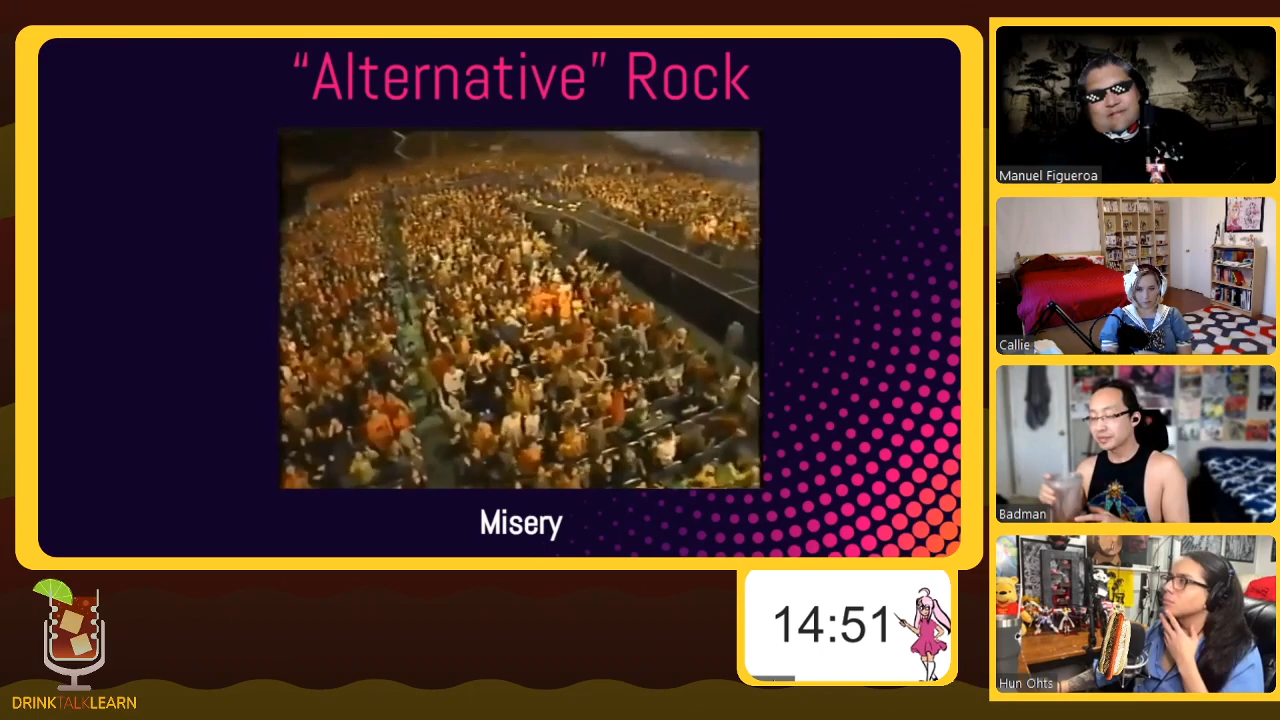 “Alternative” Rock
Misery
14:51
DRINKTALKLEARN
Manuel Figueroa
Callie
Badman
Hun Ohts